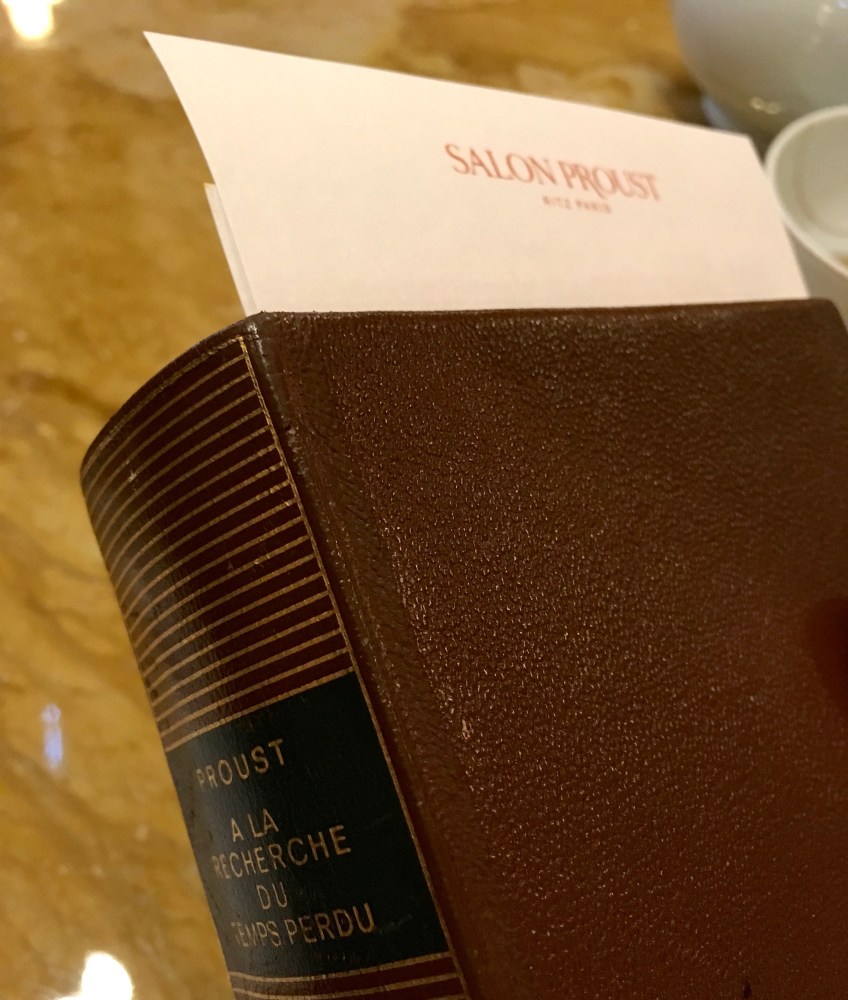 SALON PROUST
RITZ PARIS
PROUST
A LA
RECHERCHE
DU
TEMPS PERDU